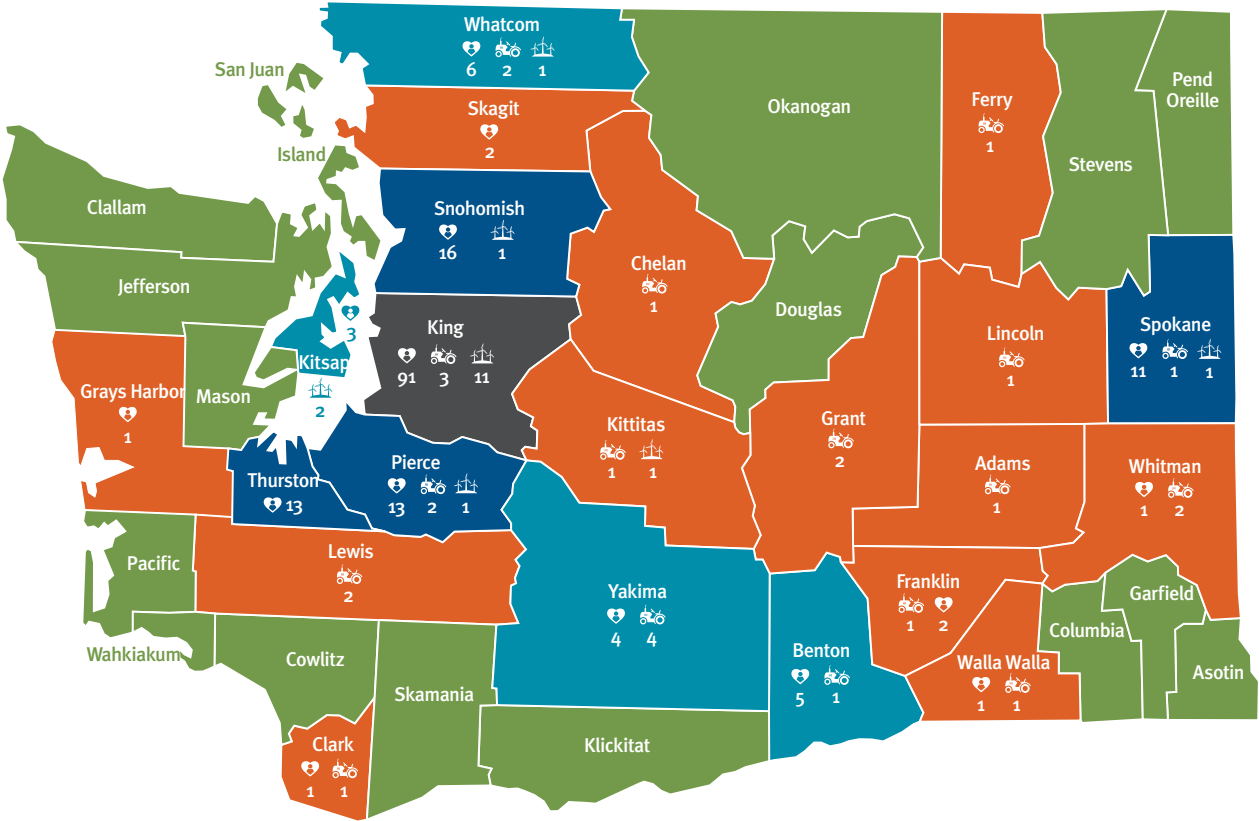 Whatcom
6 2 1
San Juan
Skagit
2
Island
Okanogan
Ferry
1
Pend
Oreille
Stevens
Clallam
Snohomish
16 1
Jefferson
Chelan
1
Douglas
Kitsap
3
2
King
91 3 11
Lincoln
1
Spokane
11 1 1
Grays Harbor
1
Mason
Kittitas
1 1
Grant
2
Thurston
13
Pierce
13 2 1
Adams
1
Whitman
1 2
Pacific
Lewis
2
Yakima
4 4
Franklin
1 2
Garfield
Wahkiakum
Cowlitz
Skamania
Benton
5 1
Walla Walla
1 1
Columbia
Asotin
Clark
1 1
Klickitat